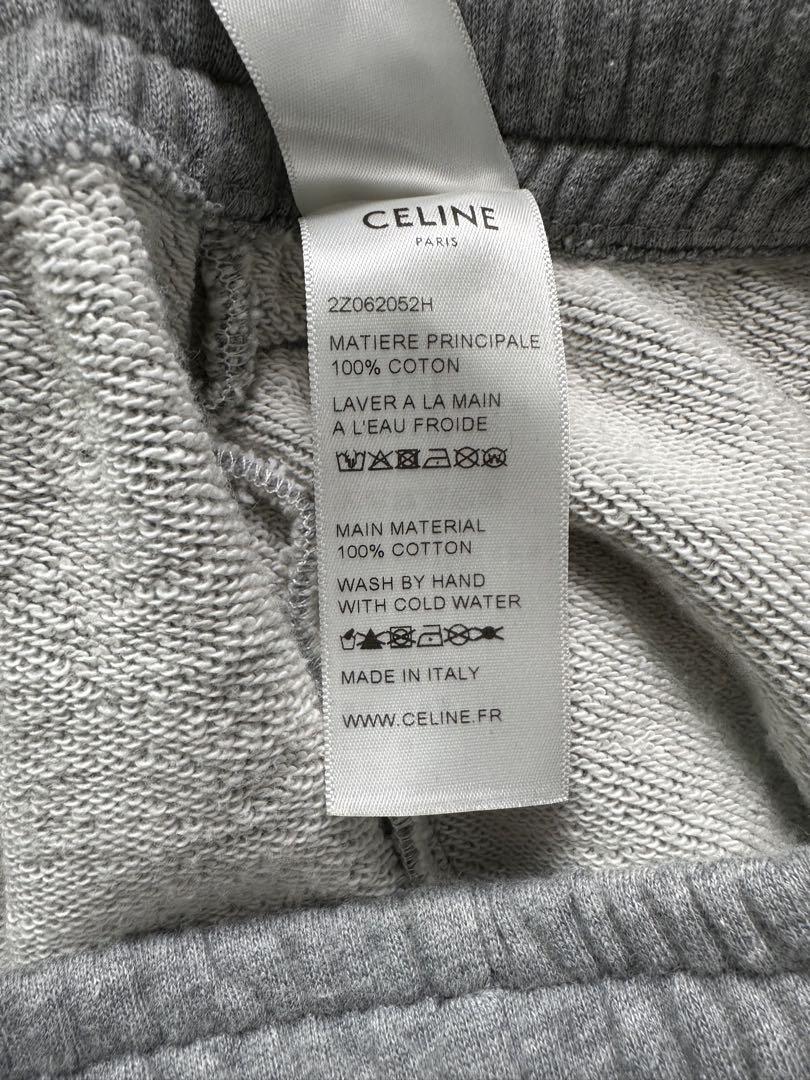 CELINE
PARIS
2Z062052H
MATIERE PRINCIPALE
100% COTON
LAVER A LA MAIN
A L'EAU FROIDE
MAIN MATERIAL
100% COTTON
WASH BY HAND
WITH COLD WATER
MADE IN ITALY
WWW.CELINE.FR